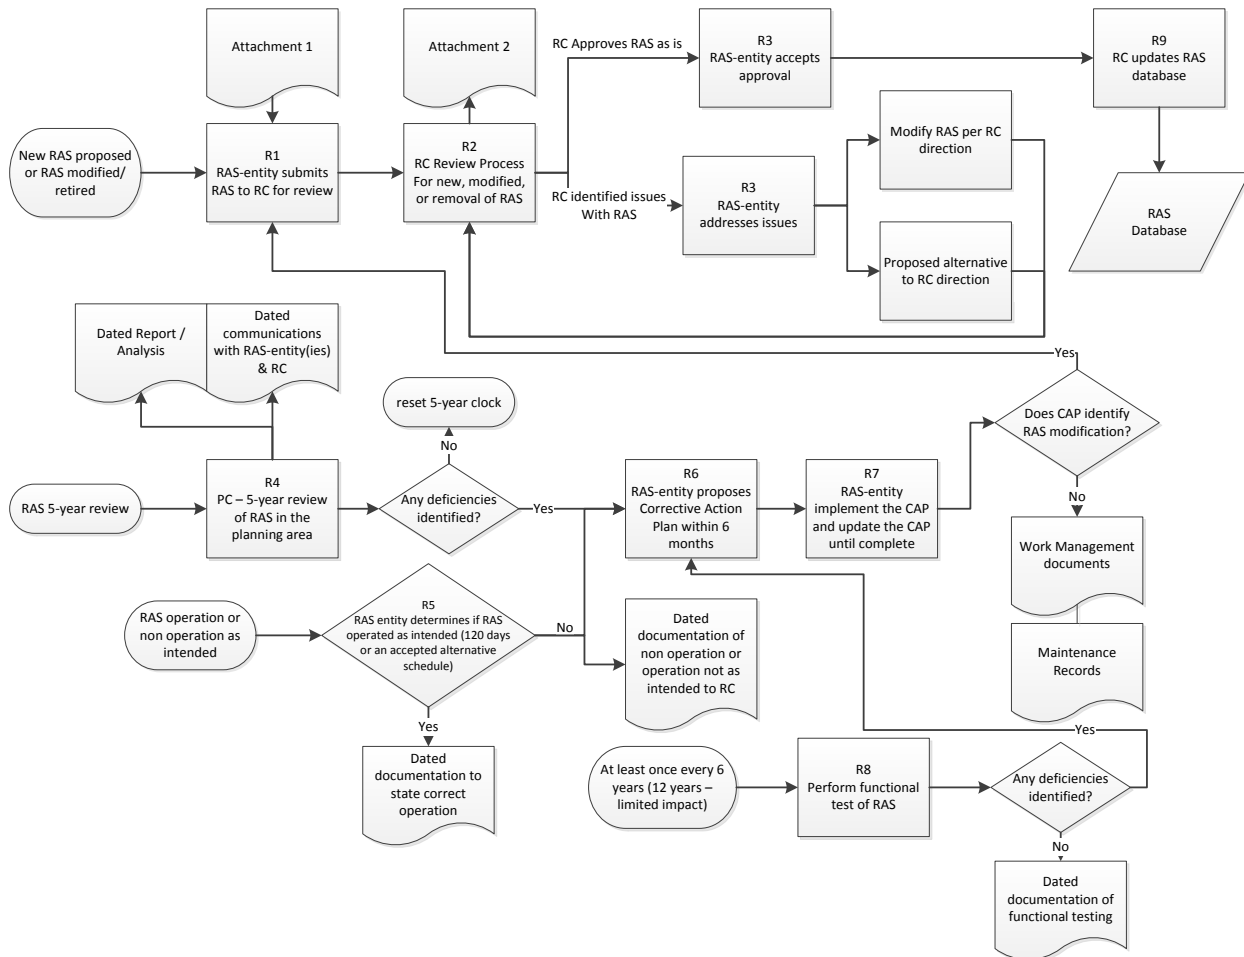 Attachment 1
Attachment 2
RC Approves RAS as is
R3
RAS-entity accepts
approval
R9
RC updates RAS
database
New RAS proposed
or RAS modified/
retired
R1
RAS-entity submits
RAS to RC for review
R2
RC Review Process
For new, modified,
or removal of RAS
RC identified issues
With RAS
R3
RAS-entity
addresses issues
Modify RAS per RC
direction
Proposed alternative
to RC direction
RAS
Database
Dated Report /
Analysis
Dated
communications
with RAS-entity(ies)
& RC
Yes
reset 5-year clock
No
Does CAP identify
RAS modification?
RAS 5-year review
R4
PC – 5-year review
of RAS in the
planning area
Any deficiencies
identified?
Yes
R6
RAS-entity proposes
Corrective Action
Plan within 6
months
R7
RAS-entity
implement the CAP
and update the CAP
until complete
No
Work Management
documents
Maintenance
Records
RAS operation or
non operation as
intended
R5
RAS entity determines if RAS
operated as intended (120 days
or an accepted alternative
schedule)
No
Dated
documentation of
non operation or
operation not as
intended to RC
Yes
Dated
documentation to
state correct
operation
Yes
At least once every 6
years (12 years –
limited impact)
R8
Perform functional
test of RAS
Any deficiencies
identified?
No
Dated
documentation of
functional testing